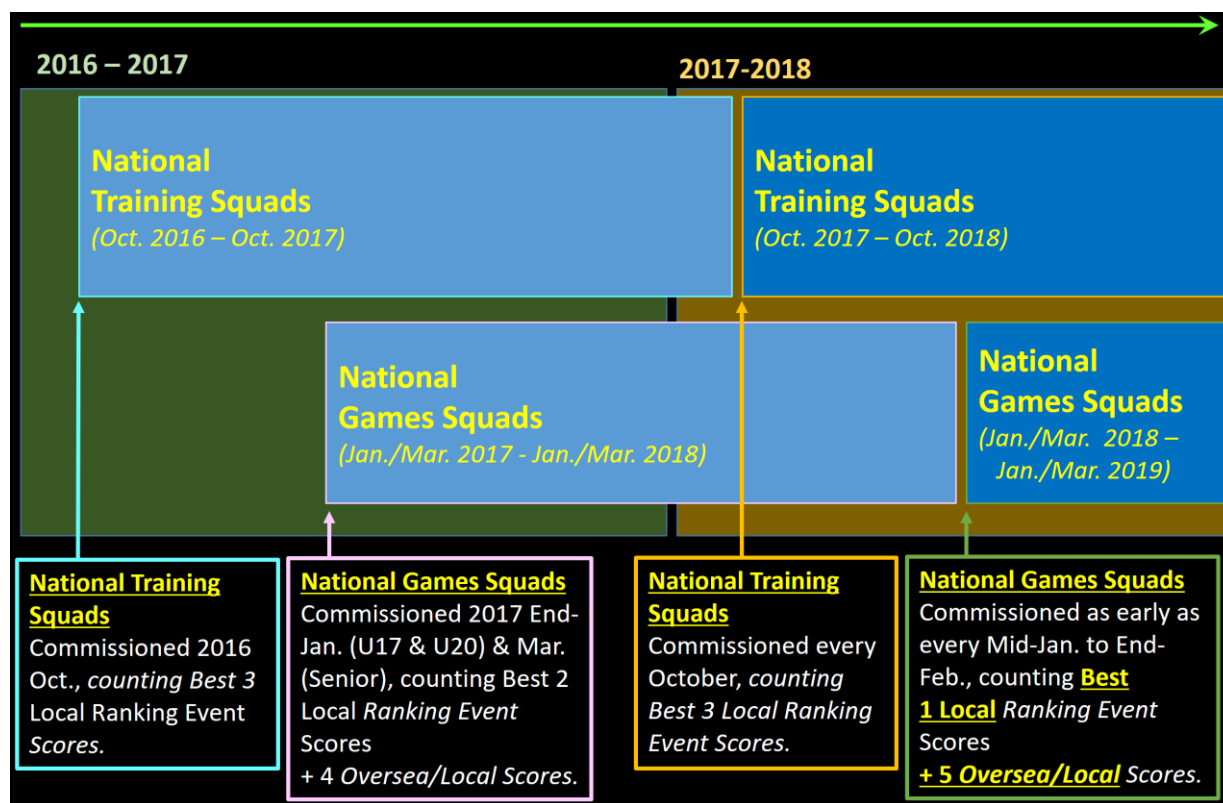 2016 – 2017
2017-2018
National
Training Squads
(Oct. 2016 – Oct. 2017)
National
Training Squads
(Oct. 2017 – Oct. 2018)
National
Games Squads
(Jan./Mar. 2017 - Jan./Mar. 2018)
National
Games Squads
(Jan./Mar. 2018 –
Jan./Mar. 2019)
National Training
Squads
Commissioned 2016
Oct., counting Best 3
Local Ranking Event
Scores.
National Games Squads
Commissioned 2017 End-
Jan. (U17 & U20) & Mar.
(Senior), counting Best 2
Local Ranking Event
Scores
+ 4 Oversea/Local Scores.
National Training
Squads
Commissioned every
October, counting
Best 3 Local Ranking
Event Scores.
National Games Squads
Commissioned as early as
every Mid-Jan. to End-
Feb., counting Best
1 Local Ranking Event
Scores
+ 5 Oversea/Local Scores.